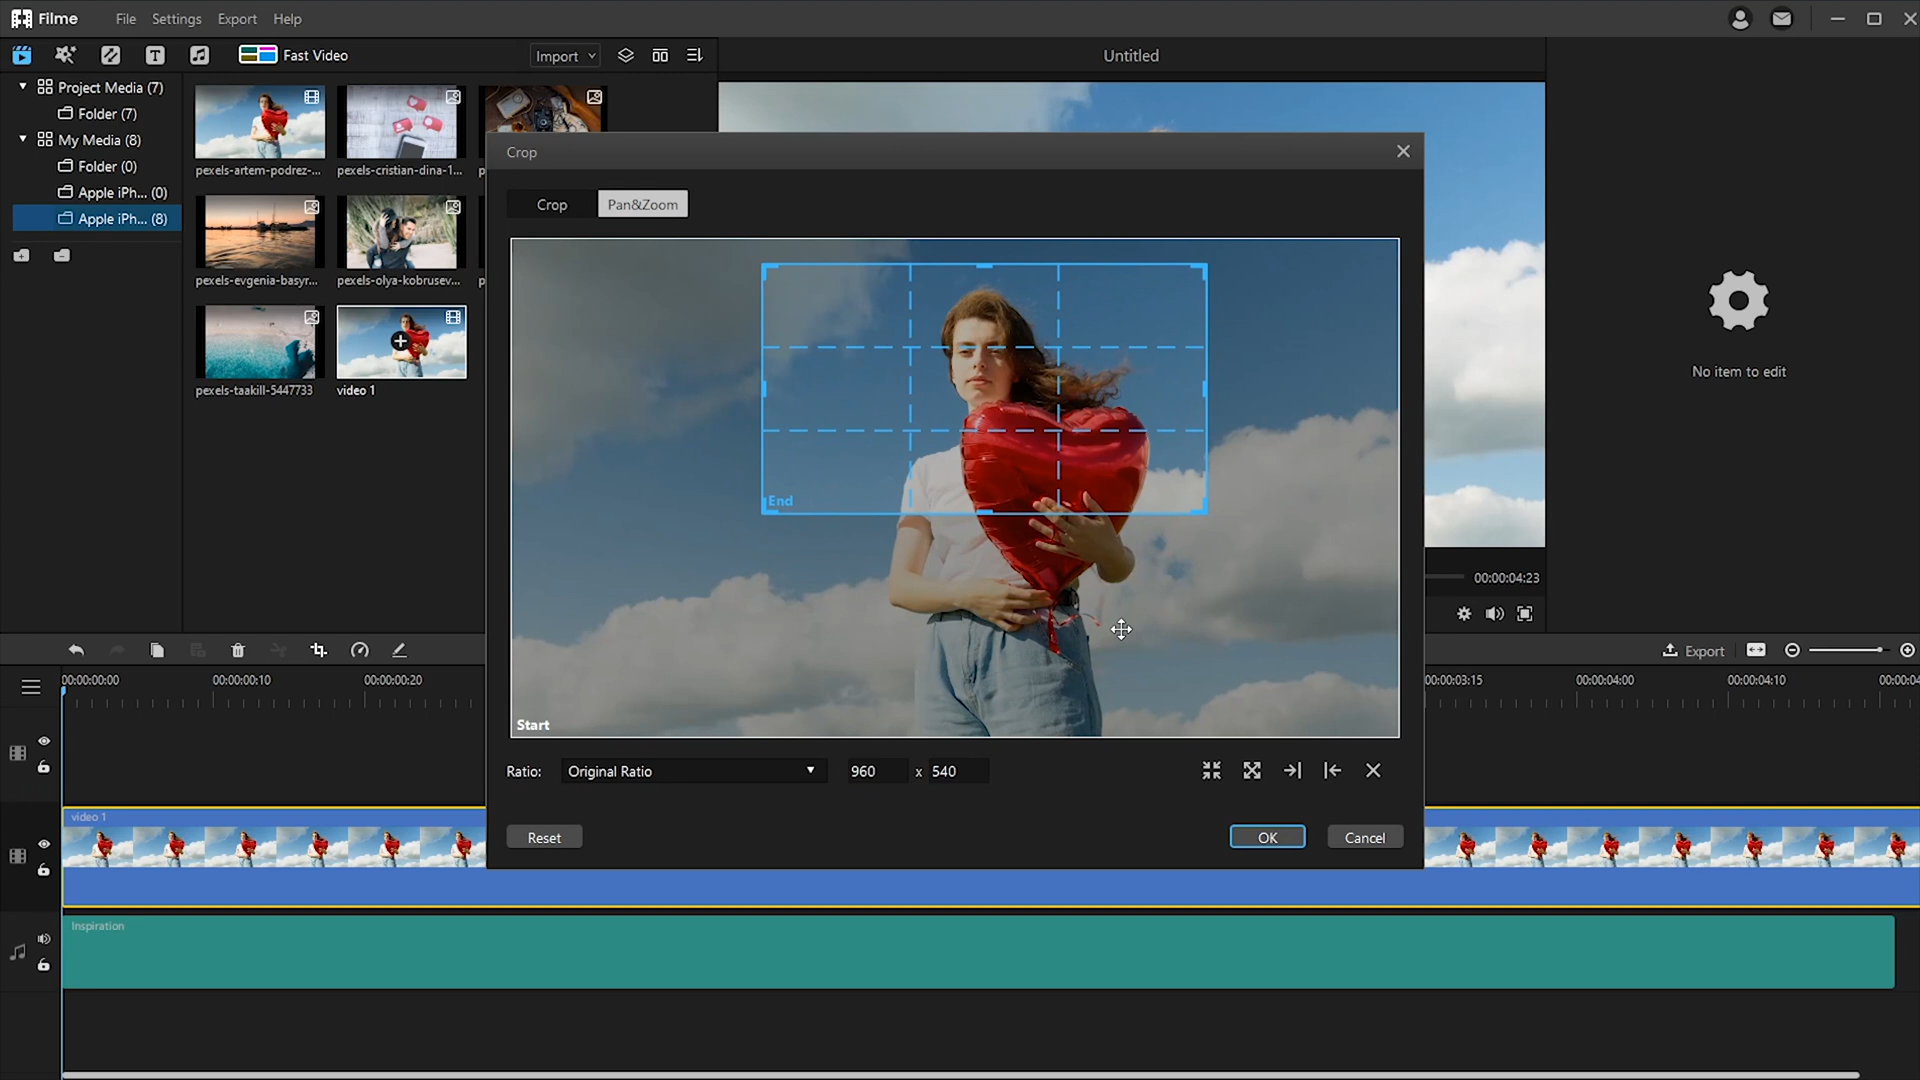 Filme
File Settings Export Help
Fast Video
Import
Untitled
Project Media (7)
Folder (7)
My Media (8)
Folder (0)
Apple iPh... (0)
Apple iPh... (8)
pexels-artem-podrez-...
pexels-cristian-dina-1...
pexels-evgenia-basyr...
pexels-olya-kobrusev...
pexels-taakill-5447733
video 1
Crop
Crop
Pan&Zoom
End
Start
Ratio: Original Ratio 960 x 540
Reset
OK
Cancel
No item to edit
00:00:04:23
Export
00:00:00:00
00:00:00:10
00:00:00:20
00:00:03:15
00:00:04:00
00:00:04:10
00:00:04
video 1
Inspiration